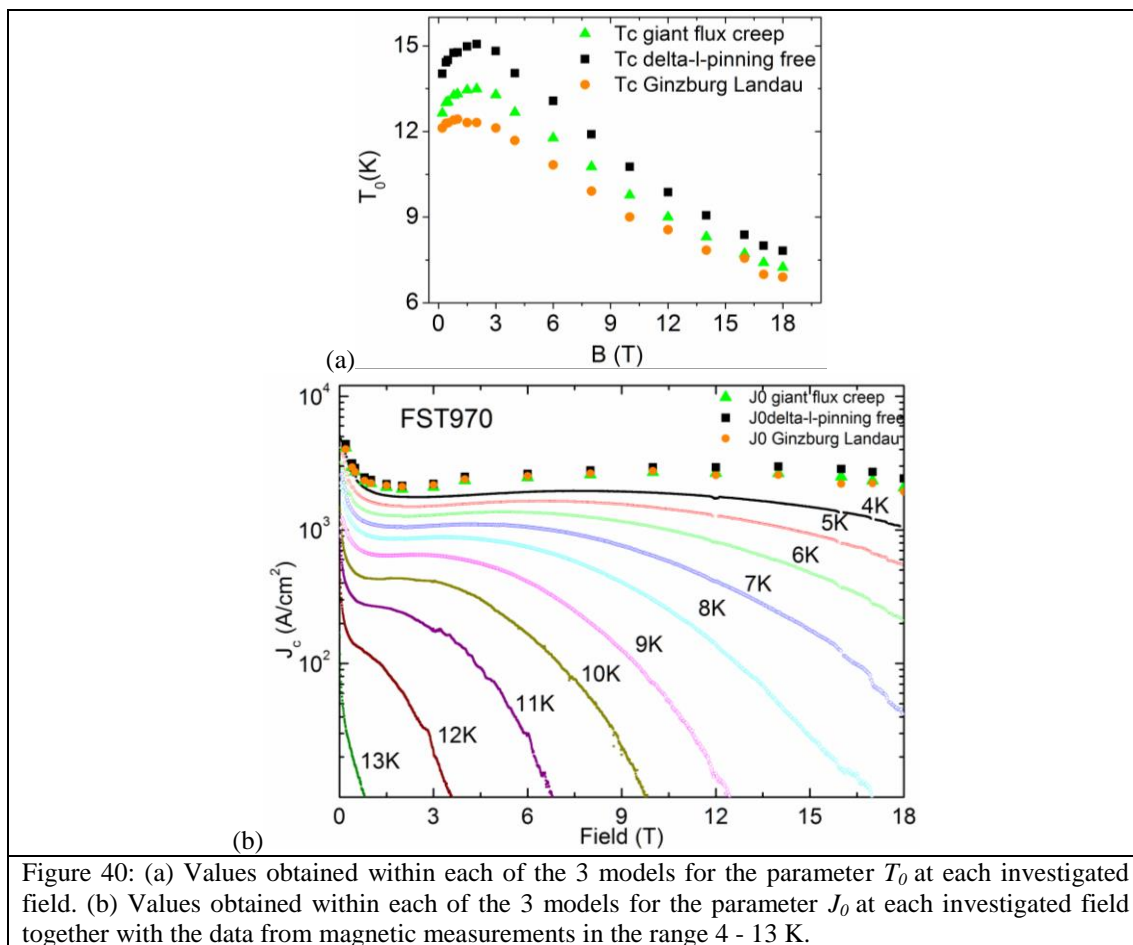 15
12
9
6
T_0(K)
Tc giant flux creep
Tc delta-l-pinning free
Tc Ginzburg Landau
0 3 6 9 12 15 18
B (T)
(a)
10^4
10^3
10^2
J_c (A/cm^2)
FST970
J0 giant flux creep
J0delta-l-pinning free
J0 Ginzburg Landau
4K
5K
6K
7K
8K
9K
10K
11K
12K
13K
0 3 6 9 12 15 18
Field (T)
(b)
Figure 40: (a) Values obtained within each of the 3 models for the parameter T_0 at each investigated
field. (b) Values obtained within each of the 3 models for the parameter J_0 at each investigated field
together with the data from magnetic measurements in the range 4 - 13 K.